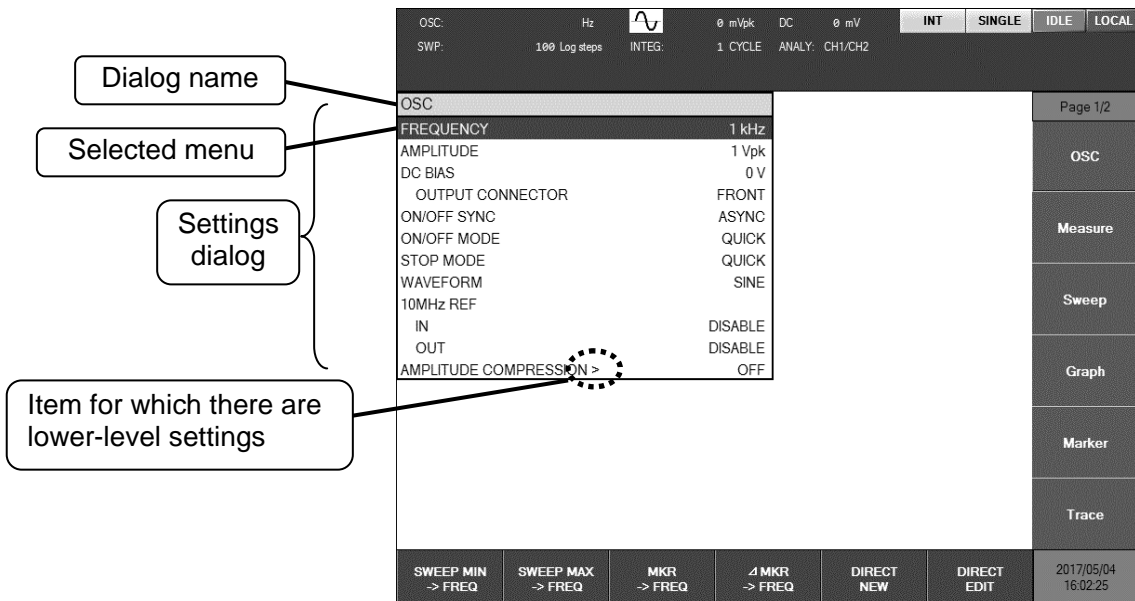 OSC: Hz 0 mVpk DC 0 mV INT SINGLE IDLE LOCAL
SWP: 100 Log steps INTEG: 1 CYCLE ANALY: CH1/CH2
Dialog name
Selected menu
Settings
dialog
Item for which there are
lower-level settings
OSC
FREQUENCY 1 kHz
AMPLITUDE 1 Vpk
DC BIAS 0 V
OUTPUT CONNECTOR FRONT
ON/OFF SYNC ASYNC
ON/OFF MODE QUICK
STOP MODE QUICK
WAVEFORM SINE
10MHz REF
IN DISABLE
OUT DISABLE
AMPLITUDE COMPRESSION > OFF
Page 1/2
OSC
Measure
Sweep
Graph
Marker
Trace
SWEEP MIN
-> FREQ
SWEEP MAX
-> FREQ
MKR
-> FREQ
⊿ MKR
-> FREQ
DIRECT
NEW
DIRECT
EDIT
2017/05/04
16:02:25